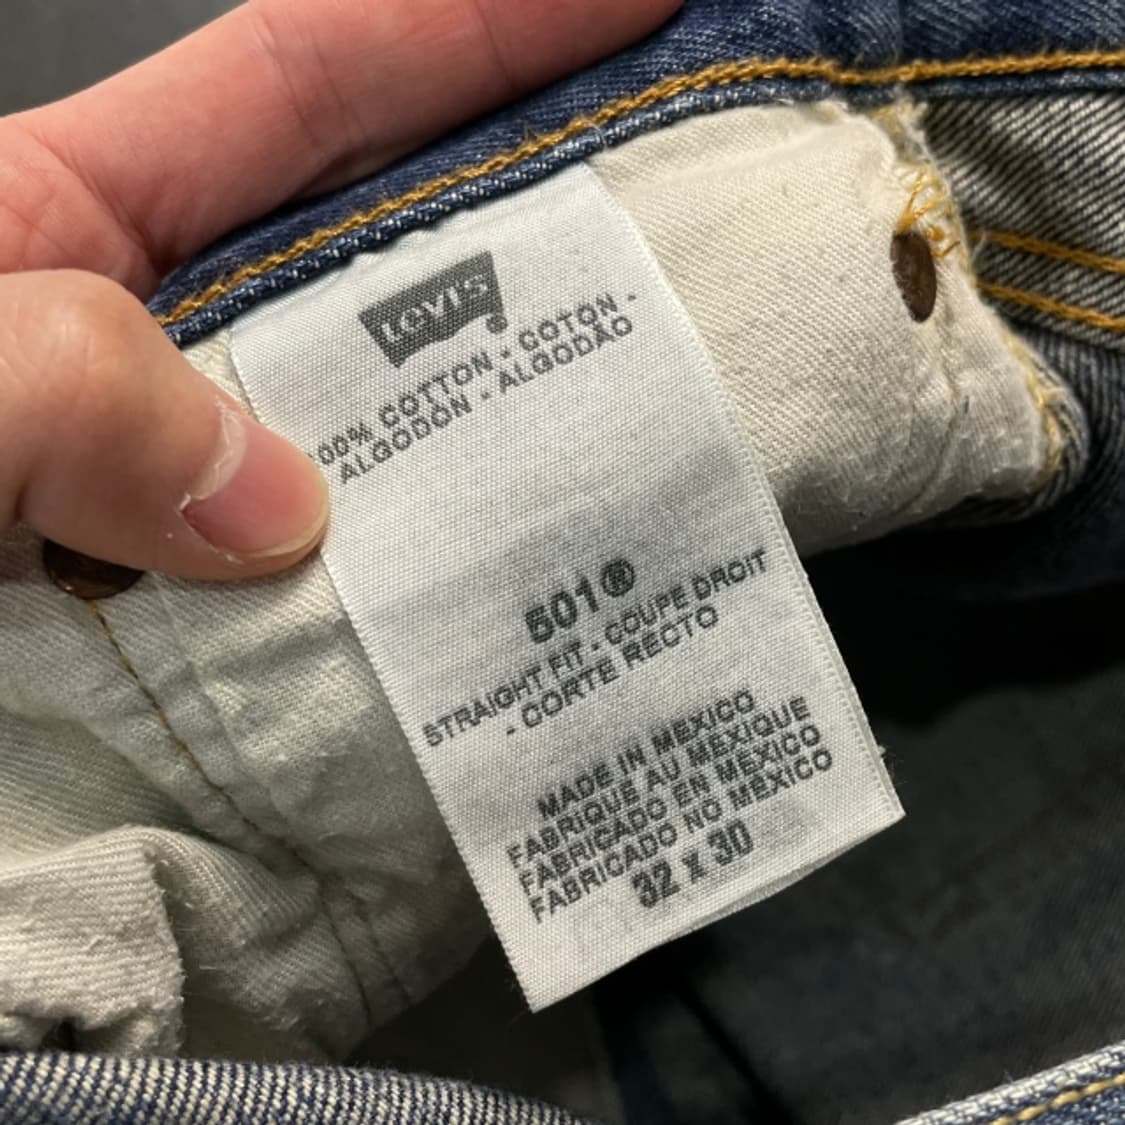 Levi's®
100% COTTON - COTON -
ALGODON - ALGODÃO
501®
STRAIGHT FIT - COUPE DROIT
- CORTE RECTO
MADE IN MEXICO
FABRIQUE AU MEXIQUE
FABRICADO EN MEXICO
FABRICADO NO MEXICO
32 x 30